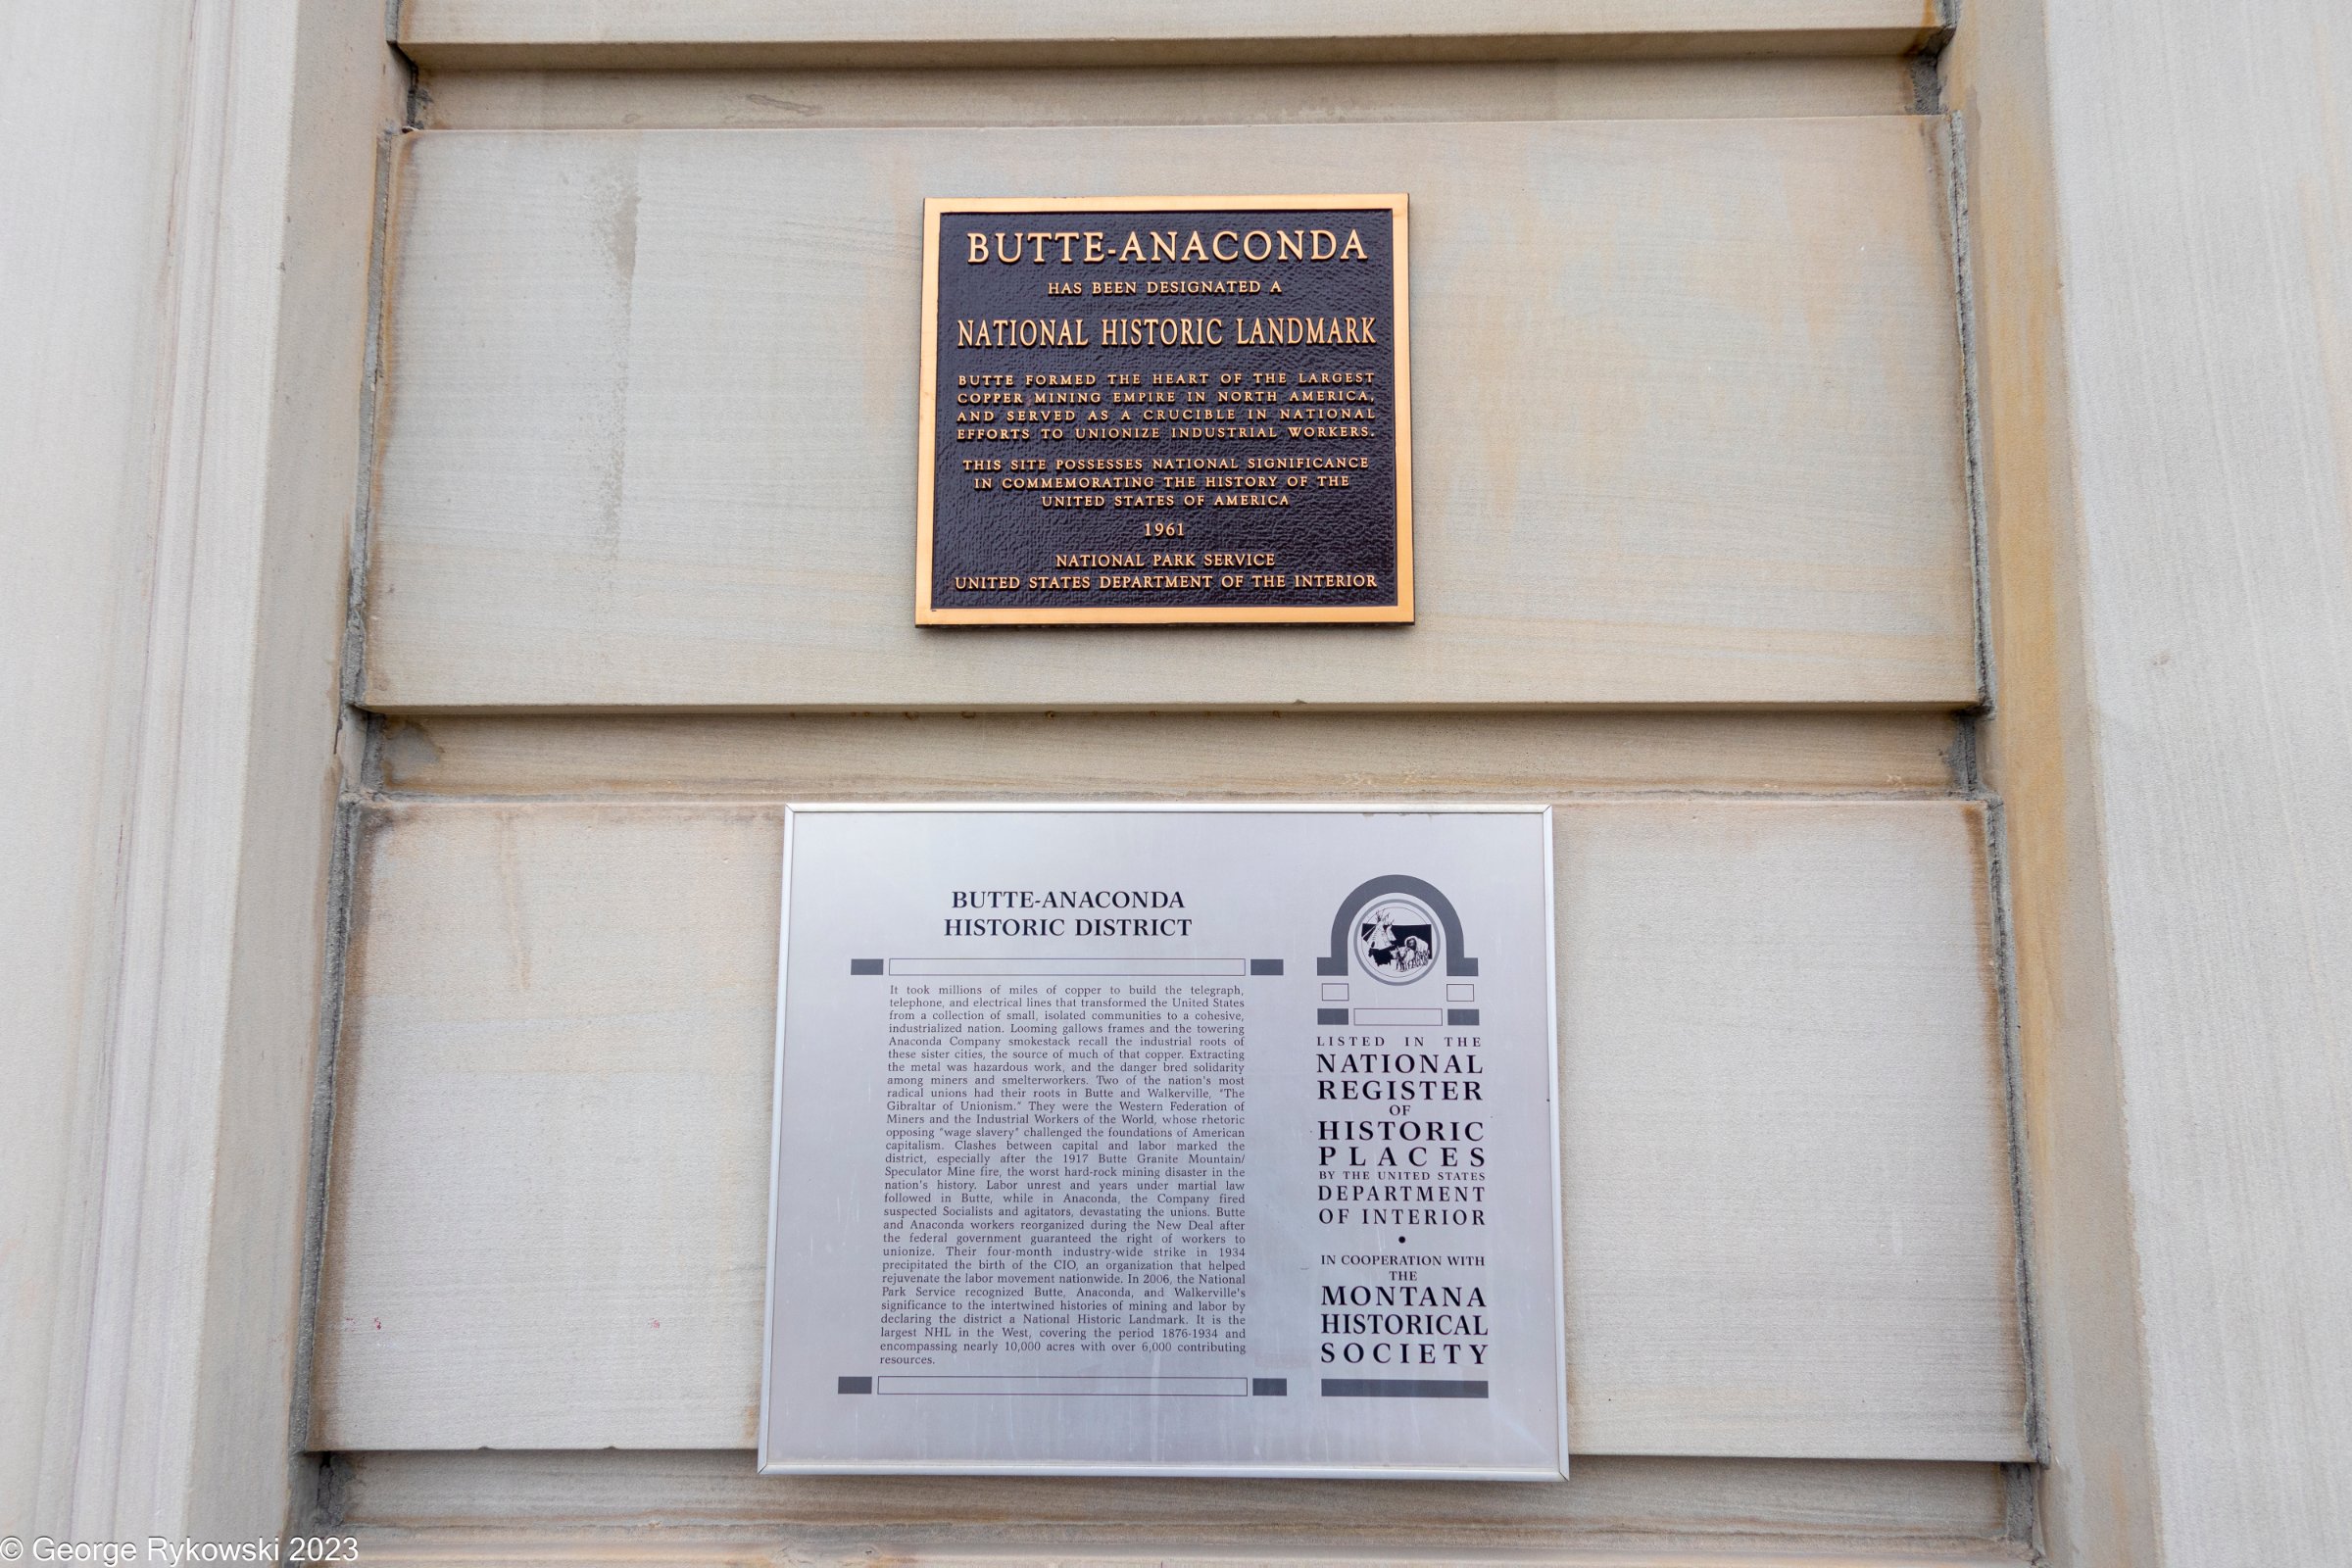 BUTTE-ANACONDA
HAS BEEN DESIGNATED A
NATIONAL HISTORIC LANDMARK
BUTTE FORMED THE HEART OF THE LARGEST
COPPER MINING EMPIRE IN NORTH AMERICA,
AND SERVED AS A CRUCIBLE IN NATIONAL
EFFORTS TO UNIONIZE INDUSTRIAL WORKERS.
THIS SITE POSSESSES NATIONAL SIGNIFICANCE
IN COMMEMORATING THE HISTORY OF THE
UNITED STATES OF AMERICA
1961
NATIONAL PARK SERVICE
UNITED STATES DEPARTMENT OF THE INTERIOR
BUTTE-ANACONDA
HISTORIC DISTRICT
It took millions of miles of copper to build the telegraph,
telephone, and electrical lines that transformed the United States
from a collection of small, isolated communities to a cohesive,
industrialized nation. Looming gallows frames and the towering
Anaconda Company smokestack recall the industrial roots of
these sister cities, the source of much of that copper. Extracting
the metal was hazardous work, and the danger bred solidarity
among miners and smelterworkers. Two of the nation's most
radical unions had their roots in Butte and Walkerville, "The
Gibraltar of Unionism." They were the Western Federation of
Miners and the Industrial Workers of the World, whose rhetoric
opposing "wage slavery" challenged the foundations of American
capitalism. Clashes between capital and labor marked the
district, especially after the 1917 Butte Granite Mountain/
Speculator Mine fire, the worst hard-rock mining disaster in the
nation's history. Labor unrest and years under martial law
followed in Butte, while in Anaconda, the Company fired
suspected Socialists and agitators, devastating the unions. Butte
and Anaconda workers reorganized during the New Deal after
the federal government guaranteed the right of workers to
unionize. Their four-month industry-wide strike in 1934
precipitated the birth of the CIO, an organization that helped
rejuvenate the labor movement nationwide. In 2006, the National
Park Service recognized Butte, Anaconda, and Walkerville's
significance to the intertwined histories of mining and labor by
declaring the district a National Historic Landmark. It is the
largest NHL in the West, covering the period 1876-1934 and
encompassing nearly 10,000 acres with over 6,000 contributing
resources.
LISTED IN THE
NATIONAL
REGISTER
OF
HISTORIC
PLACES
BY THE UNITED STATES
DEPARTMENT
OF INTERIOR
•
IN COOPERATION WITH
THE
MONTANA
HISTORICAL
SOCIETY
© George Rykowski 2023